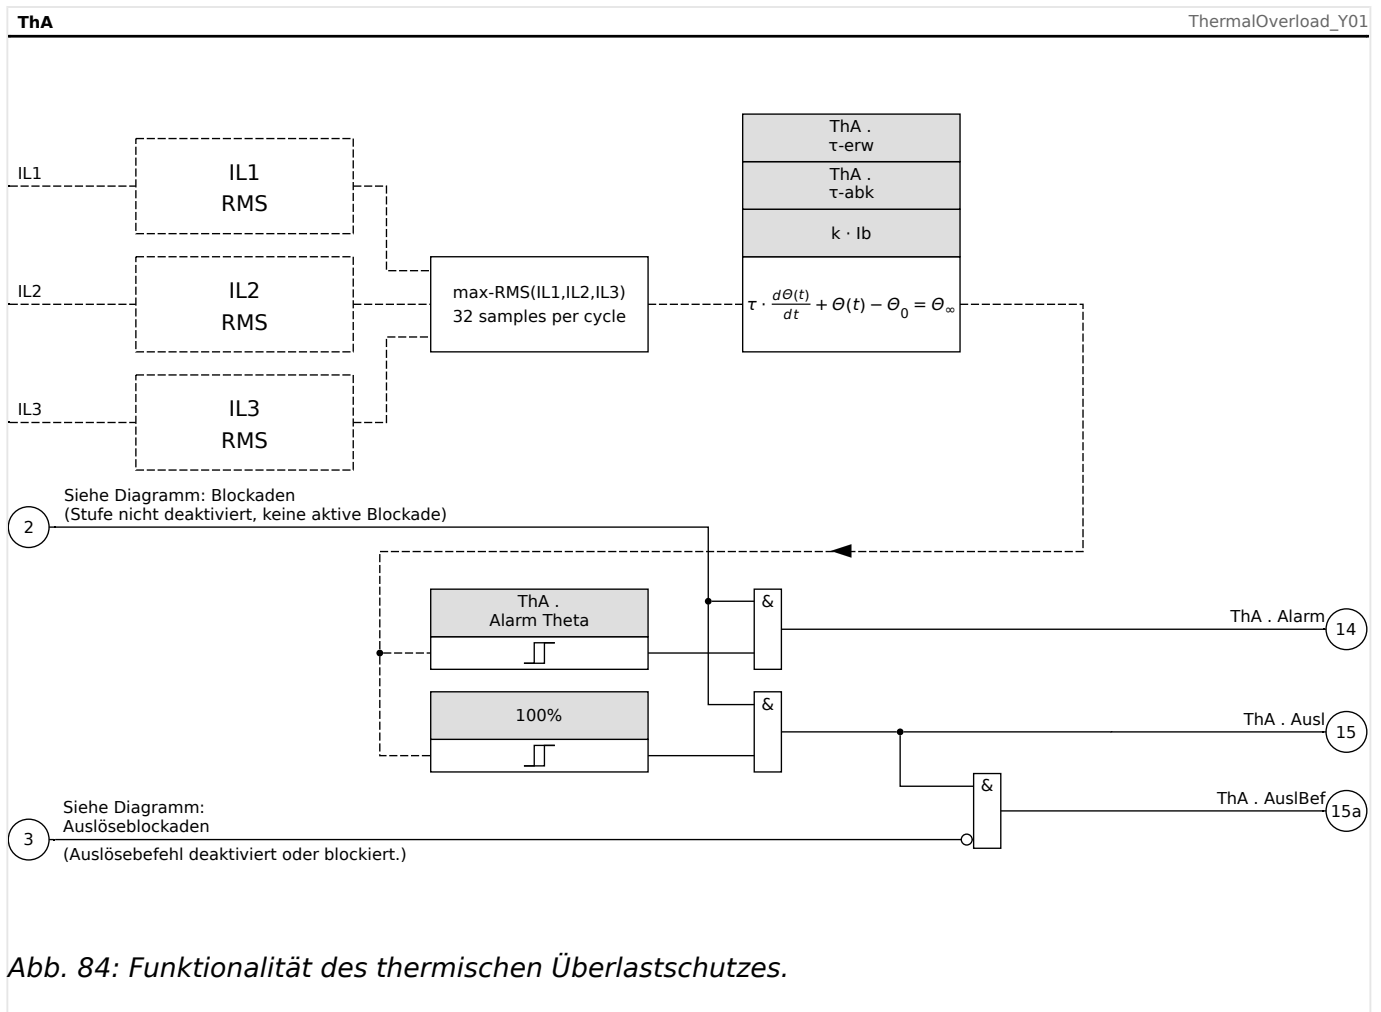 ThA
ThermalOverload_Y01
ThA .
τ-erw
ThA .
τ-abk
k · Ib
τ · dΘ(t)/dt + Θ(t) − Θ₀ = Θ∞
IL1
IL1
RMS
IL2
IL2
RMS
max-RMS(IL1,IL2,IL3)
32 samples per cycle
IL3
IL3
RMS
Siehe Diagramm: Blockaden
(Stufe nicht deaktiviert, keine aktive Blockade)
2
ThA .
Alarm Theta
&
ThA . Alarm
14
100%
&
ThA . Ausl
15
&
ThA . AuslBef
15a
Siehe Diagramm:
Auslöseblockaden
3
(Auslösebefehl deaktiviert oder blockiert.)
Abb. 84: Funktionalität des thermischen Überlastschutzes.